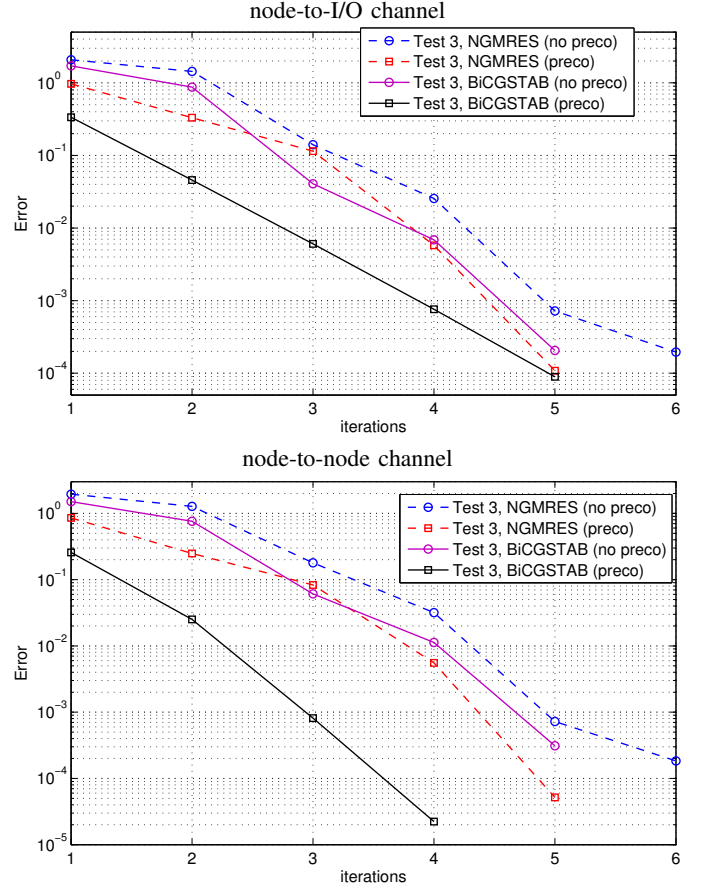 node-to-I/O channel
Test 3, NGMRES (no preco)
Test 3, NGMRES (preco)
Test 3, BiCGSTAB (no preco)
Test 3, BiCGSTAB (preco)
10^0
10^-1
10^-2
10^-3
10^-4
Error
1 2 3 4 5 6
iterations
node-to-node channel
Test 3, NGMRES (no preco)
Test 3, NGMRES (preco)
Test 3, BiCGSTAB (no preco)
Test 3, BiCGSTAB (preco)
10^0
10^-1
10^-2
10^-3
10^-4
10^-5
Error
1 2 3 4 5 6
iterations